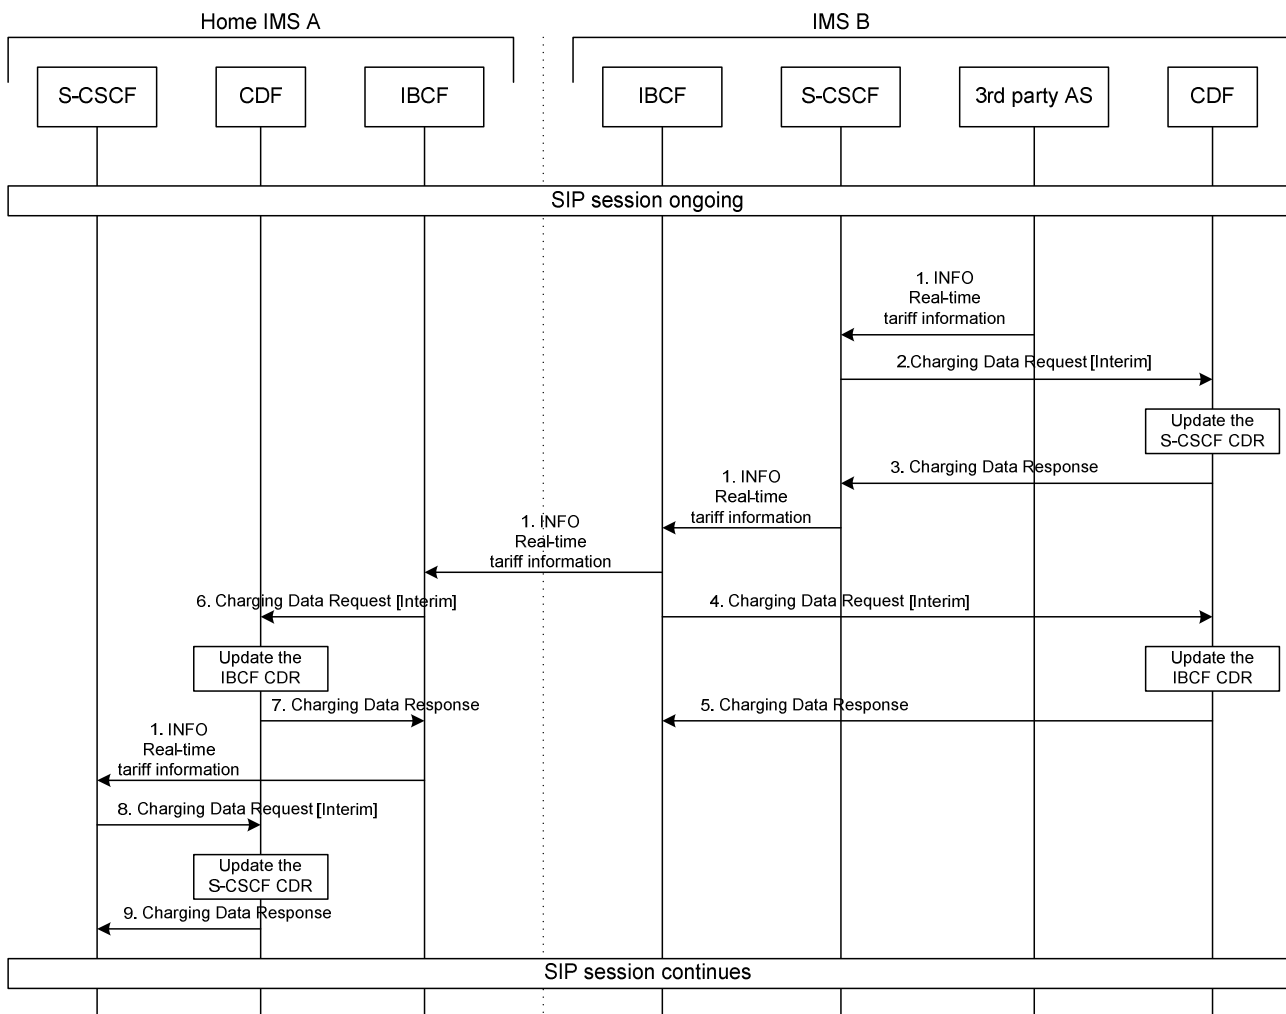 Home IMS A
IMS B
S-CSCF
CDF
IBCF
IBCF
S-CSCF
3rd party AS
CDF
SIP session ongoing
1. INFO
Real-time
tariff information
2.Charging Data Request [Interim]
Update the
S-CSCF CDR
3. Charging Data Response
1. INFO
Real-time
tariff information
1. INFO
Real-time
tariff information
6. Charging Data Request [Interim]
4. Charging Data Request [Interim]
Update the
IBCF CDR
Update the
IBCF CDR
7. Charging Data Response
5. Charging Data Response
1. INFO
Real-time
tariff information
8. Charging Data Request [Interim]
Update the
S-CSCF CDR
9. Charging Data Response
SIP session continues